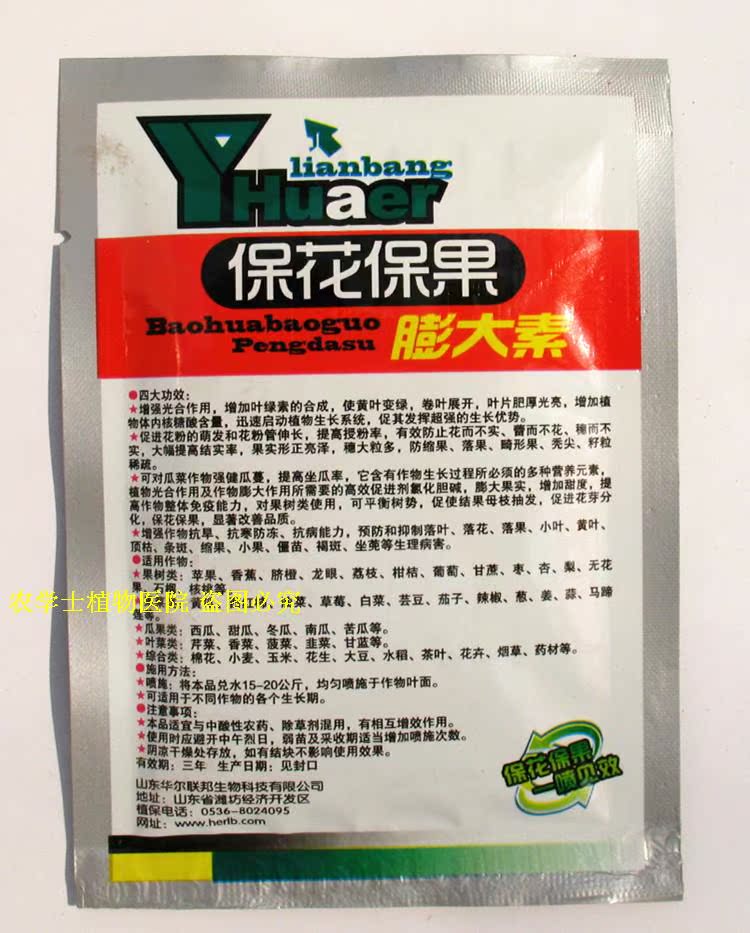 lianbang
YHuaer
保花保果
Baohuabaoguo
Pengdasu
膨大素
●四大功效：
★增强光合作用，增加叶绿素的合成，使黄叶变绿，卷叶展开，叶片肥厚光亮，增加植
物体内核糖酸含量，迅速启动植物生长系统，促其发挥超强的生长优势。
★促进花粉的萌发和花粉管伸长，提高授粉率，有效防止花而不实、蕾而不花、穗而不
实，大幅提高结实率，果实形正亮泽，穗大粒多，防缩果、落果、畸形果、秃尖、籽粒
稀疏。
★可对瓜菜作物强健瓜蔓，提高坐瓜率，它含有作物生长过程所必须的多种营养元素，
植物光合作用及作物膨大作用所需要的高效促进剂氯化胆碱，膨大果实，增加甜度，提
高作物整体免疫能力，对果树类使用，可平衡树势，促使结果母枝抽发，促进花芽分
化，保花保果，显著改善品质。
★增强作物抗旱、抗寒防冻、抗病能力，预防和抑制落叶、落花、落果、小叶、黄叶、
顶枯、条斑、缩果、小果、僵苗、褐斑、坐蔸等生理病害。
●适用作物：
★果树类：苹果、香蕉、脐橙、龙眼、荔枝、柑桔、葡萄、甘蔗、枣、杏、梨、无花
果、石榴、核桃等。
农学士植物医院 盗图必究
菜、草莓、白菜、芸豆、茄子、辣椒、葱、姜、蒜、马蹄
莲等。
★瓜果类：西瓜、甜瓜、冬瓜、南瓜、苦瓜等。
★叶菜类：芹菜、香菜、菠菜、韭菜、甘蓝等。
★综合类：棉花、小麦、玉米、花生、大豆、水稻、茶叶、花卉、烟草、药材等。
●施用方法：
★喷施：将本品兑水15-20公斤，均匀喷施于作物叶面。
★可适用于不同作物的各个生长期。
●注意事项：
★本品适宜与中酸性农药、除草剂混用，有相互增效作用。
★使用时应避开中午烈日，弱苗及采收期适当增加喷施次数。
★阴凉干燥处存放，如有结块不影响使用效果。
有效期：三年 生产日期：见封口
保花保果
一喷见效
山东华尔联邦生物科技有限公司
地址：山东省潍坊经济开发区
植保电话：0536-8024095
网址：www.herlb.com